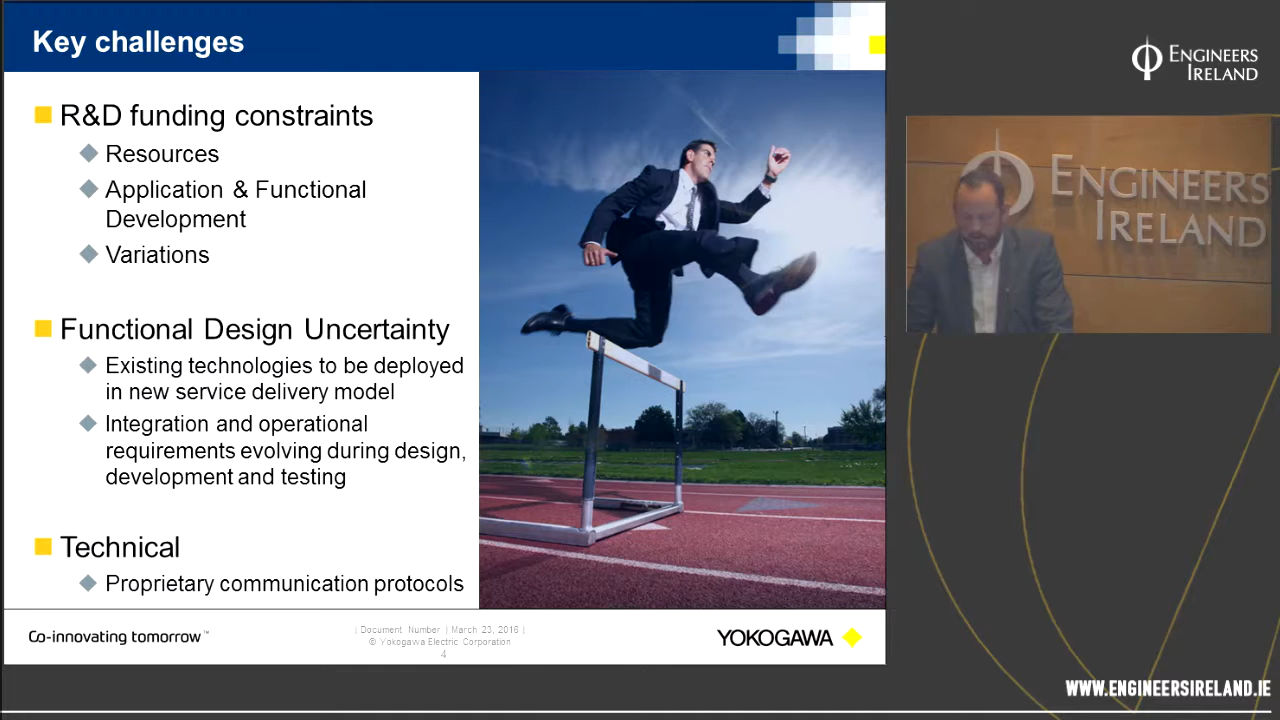 Key challenges
R&D funding constraints
Resources
Application & Functional
Development
Variations
Functional Design Uncertainty
Existing technologies to be deployed
in new service delivery model
Integration and operational
requirements evolving during design,
development and testing
Technical
Proprietary communication protocols
Co-innovating tomorrow™
| Document Number | March 23, 2016 |
© Yokogawa Electric Corporation
4
YOKOGAWA
ENGINEERS
IRELAND
ENGINEERS
IRELAND
WWW.ENGINEERSIRELAND.IE